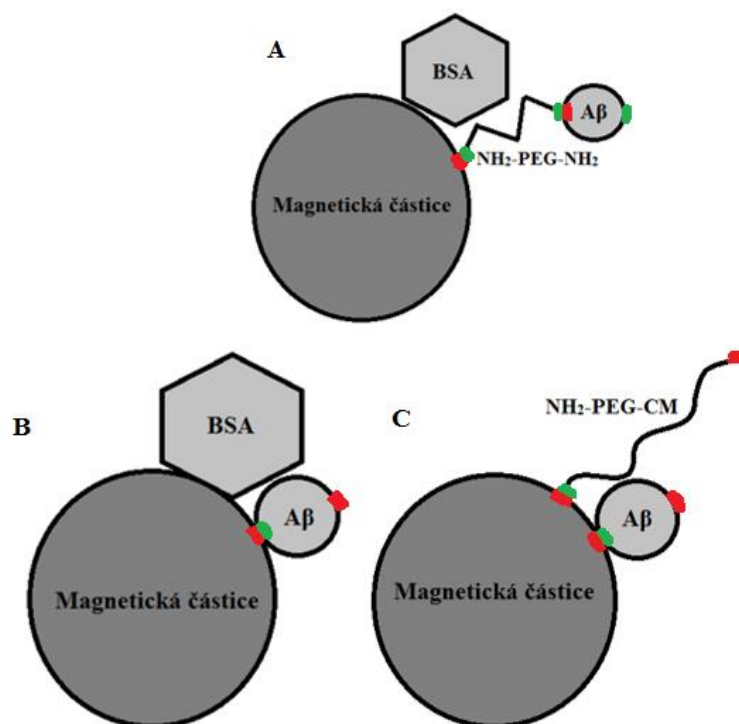 A
BSA
Aβ
NH₂-PEG-NH₂
Magnetická částice
B
BSA
Aβ
Magnetická částice
C
NH₂-PEG-CM
Aβ
Magnetická částice